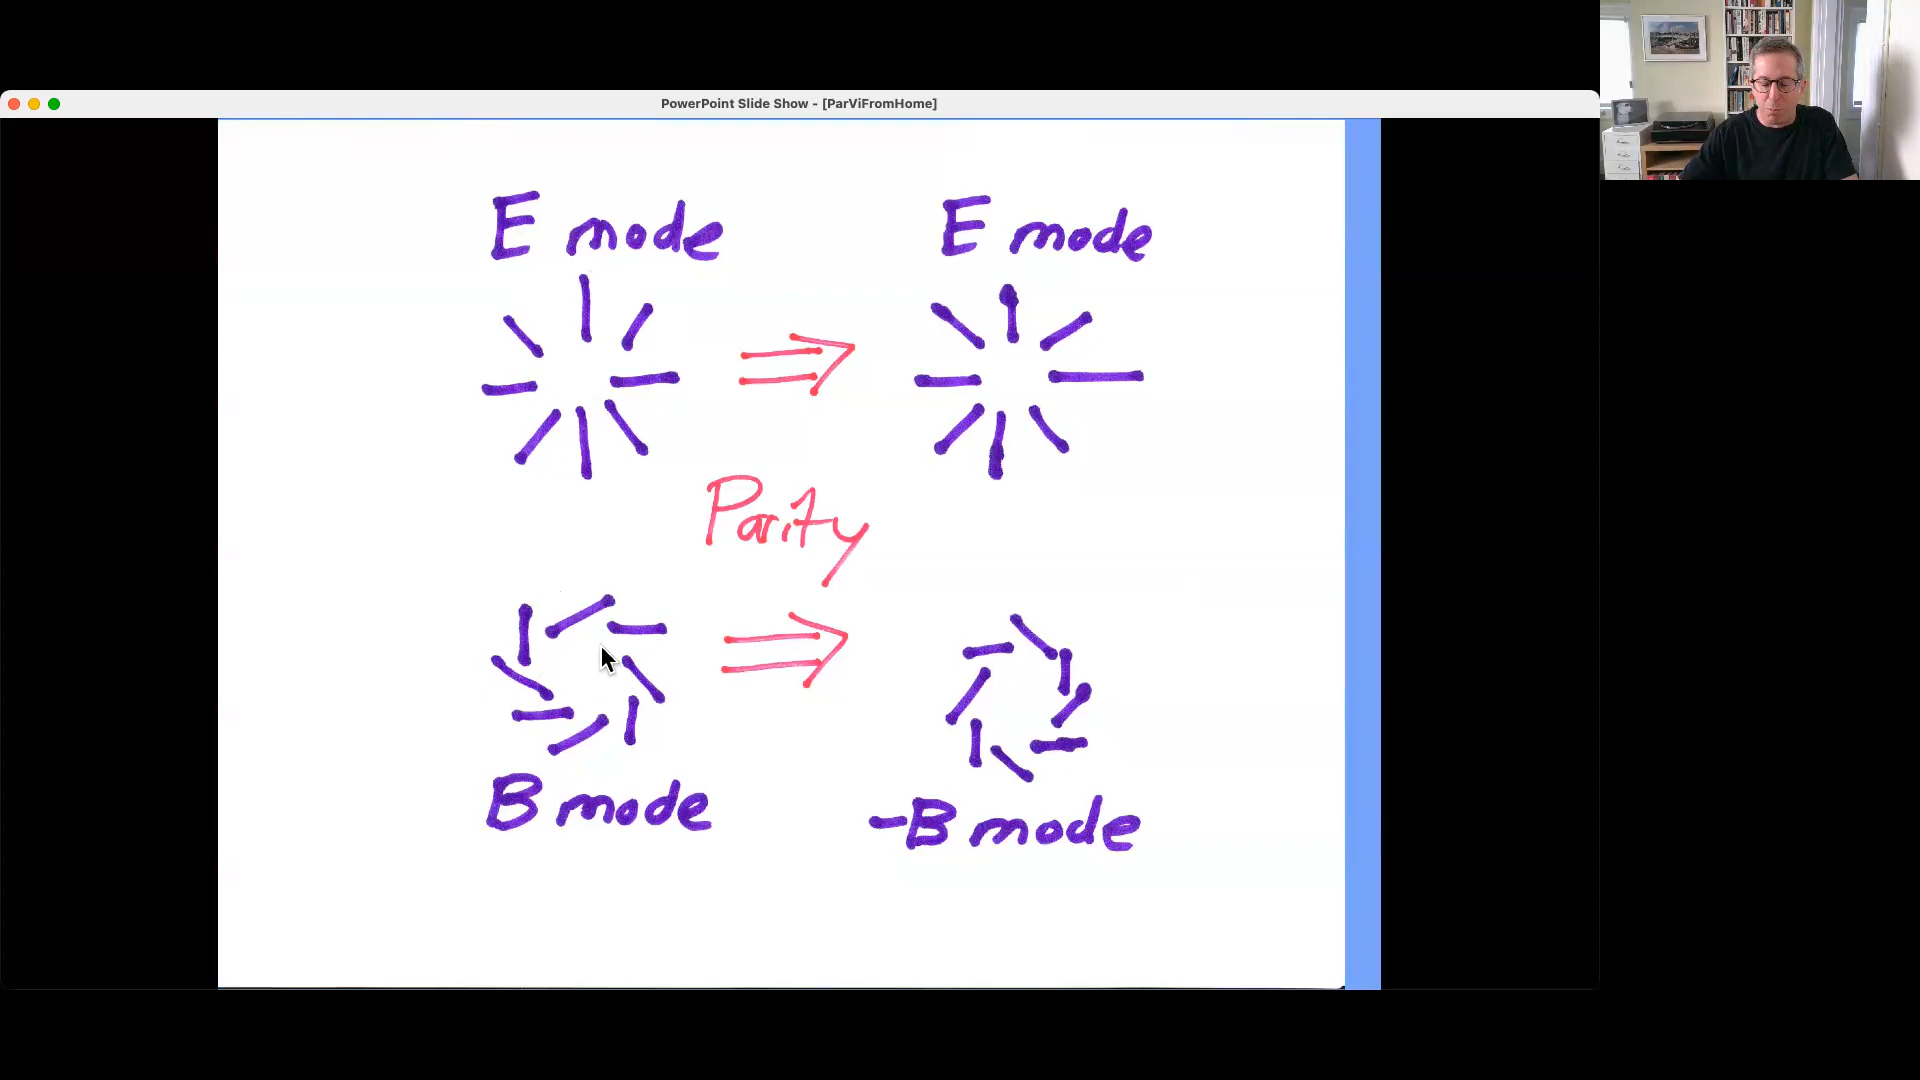 PowerPoint Slide Show - [ParViFromHome]
E mode
E mode
Parity
B mode
-B mode